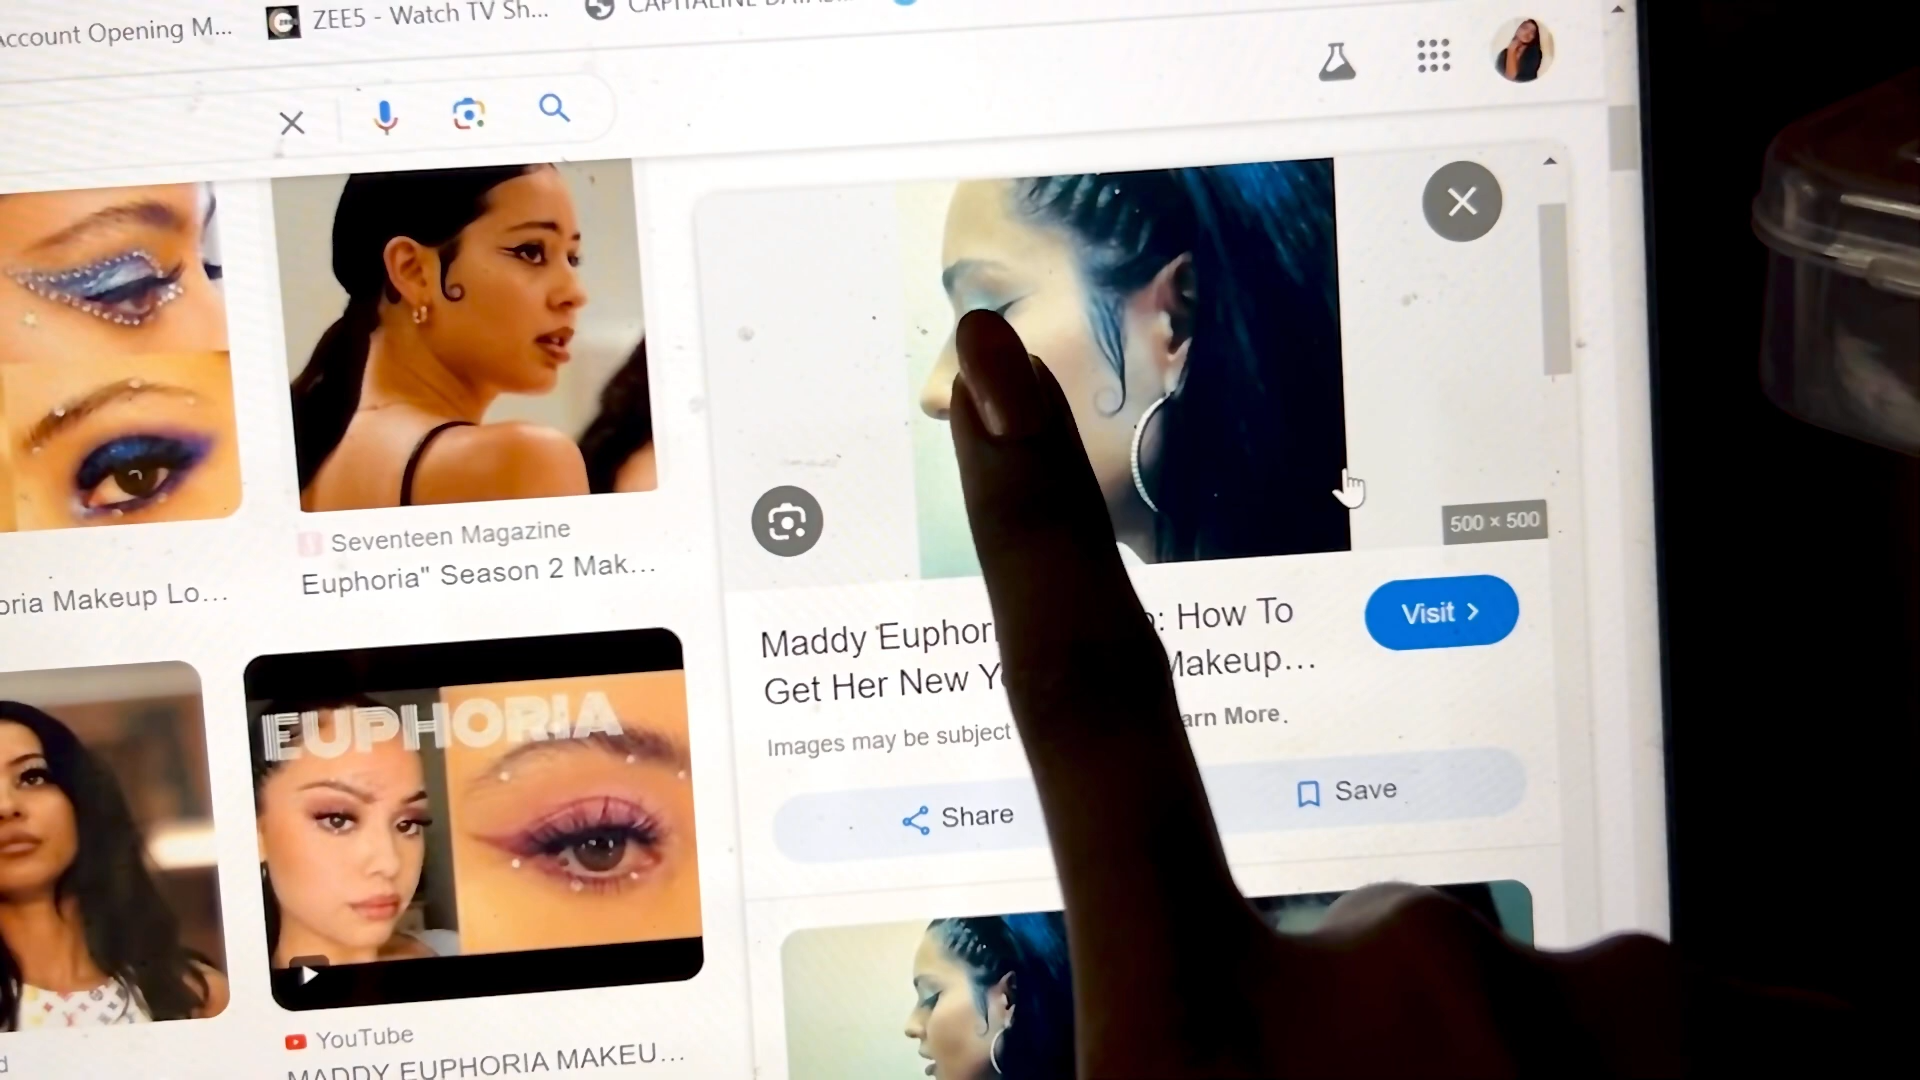 Account Opening M...
ZEE5 - Watch TV Sh...
Seventeen Magazine
Euphoria" Season 2 Mak...
oria Makeup Lo...
500 × 500
Maddy Euphor : How To
Get Her New Y Makeup...
Visit
Images may be subject arn More.
Share
Save
EUPHORIA
YouTube
MADDY EUPHORIA MAKEU...